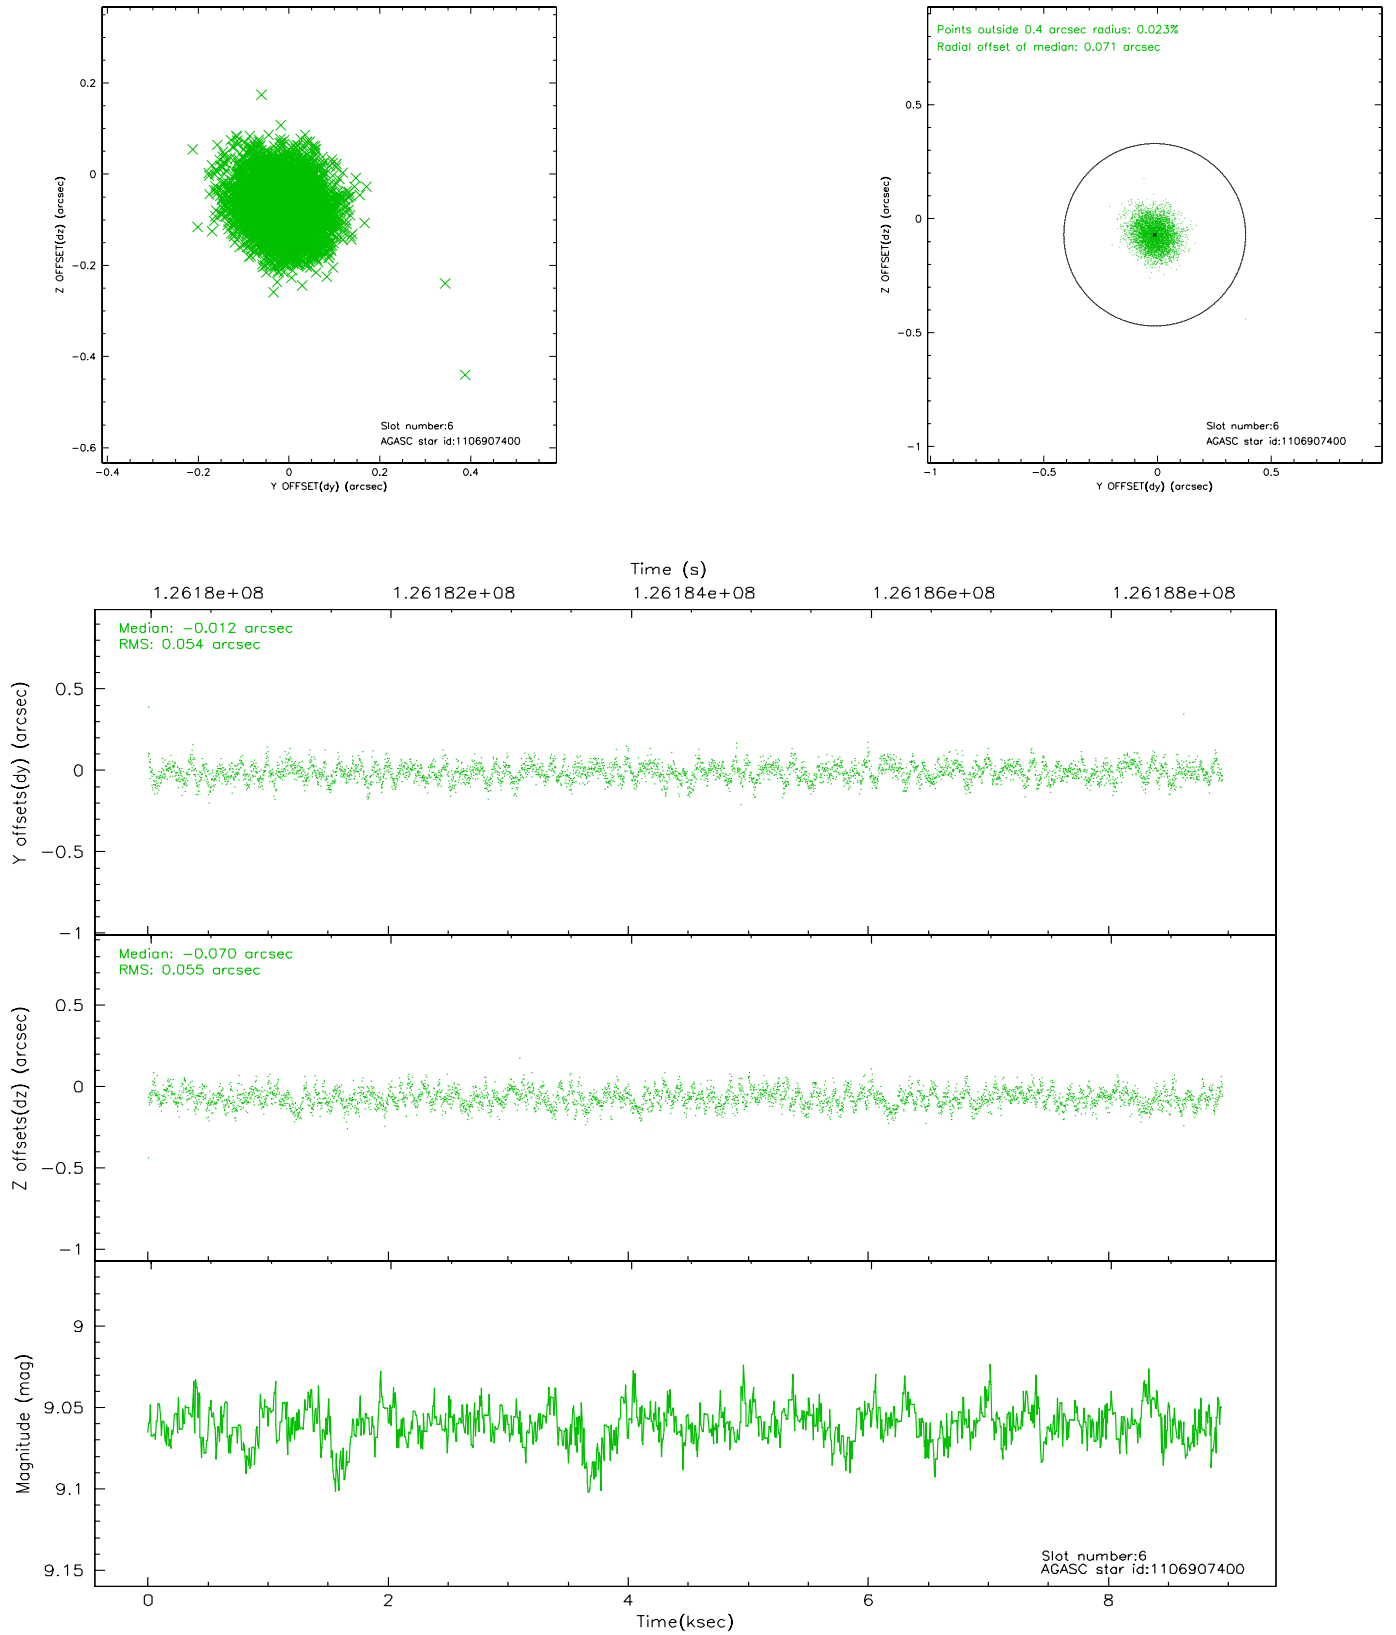 0.2
0
-0.2
-0.4
-0.6
Z OFFSET(dz) (arcsec)
-0.4 -0.2 0 0.2 0.4
Y OFFSET(dy) (arcsec)
Slot number:6
AGASC star id:1106907400
Points outside 0.4 arcsec radius: 0.023%
Radial offset of median: 0.071 arcsec
0.5
0
-0.5
-1
Z OFFSET(dz) (arcsec)
-1 -0.5 0 0.5
Y OFFSET(dy) (arcsec)
Slot number:6
AGASC star id:1106907400
Time (s)
1.2618e+08 1.26182e+08 1.26184e+08 1.26186e+08 1.26188e+08
Median: -0.012 arcsec
RMS: 0.054 arcsec
0.5
0
-0.5
-1
Y offsets(dy) (arcsec)
Median: -0.070 arcsec
RMS: 0.055 arcsec
0.5
0
-0.5
-1
Z offsets(dz) (arcsec)
9
9.05
9.1
9.15
Magnitude (mag)
Slot number:6
AGASC star id:1106907400
0 2 4 6 8
Time(ksec)